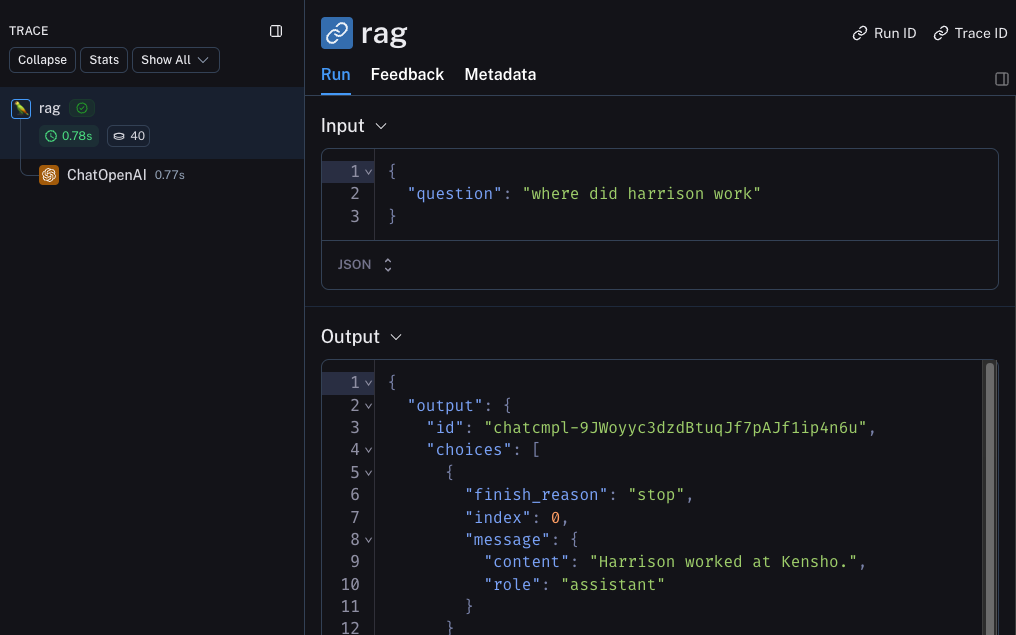 TRACE
Collapse Stats Show All
rag
0.78s 40
ChatOpenAI 0.77s
rag
Run ID Trace ID
Run Feedback Metadata
Input
1 {
2 "question": "where did harrison work"
3 }
JSON
Output
1 {
2 "output": {
3 "id": "chatcmpl-9JWoyyc3dzdBtuqJf7pAJf1ip4n6u",
4 "choices": [
5 {
6 "finish_reason": "stop",
7 "index": 0,
8 "message": {
9 "content": "Harrison worked at Kensho.",
10 "role": "assistant"
11 }
12 }